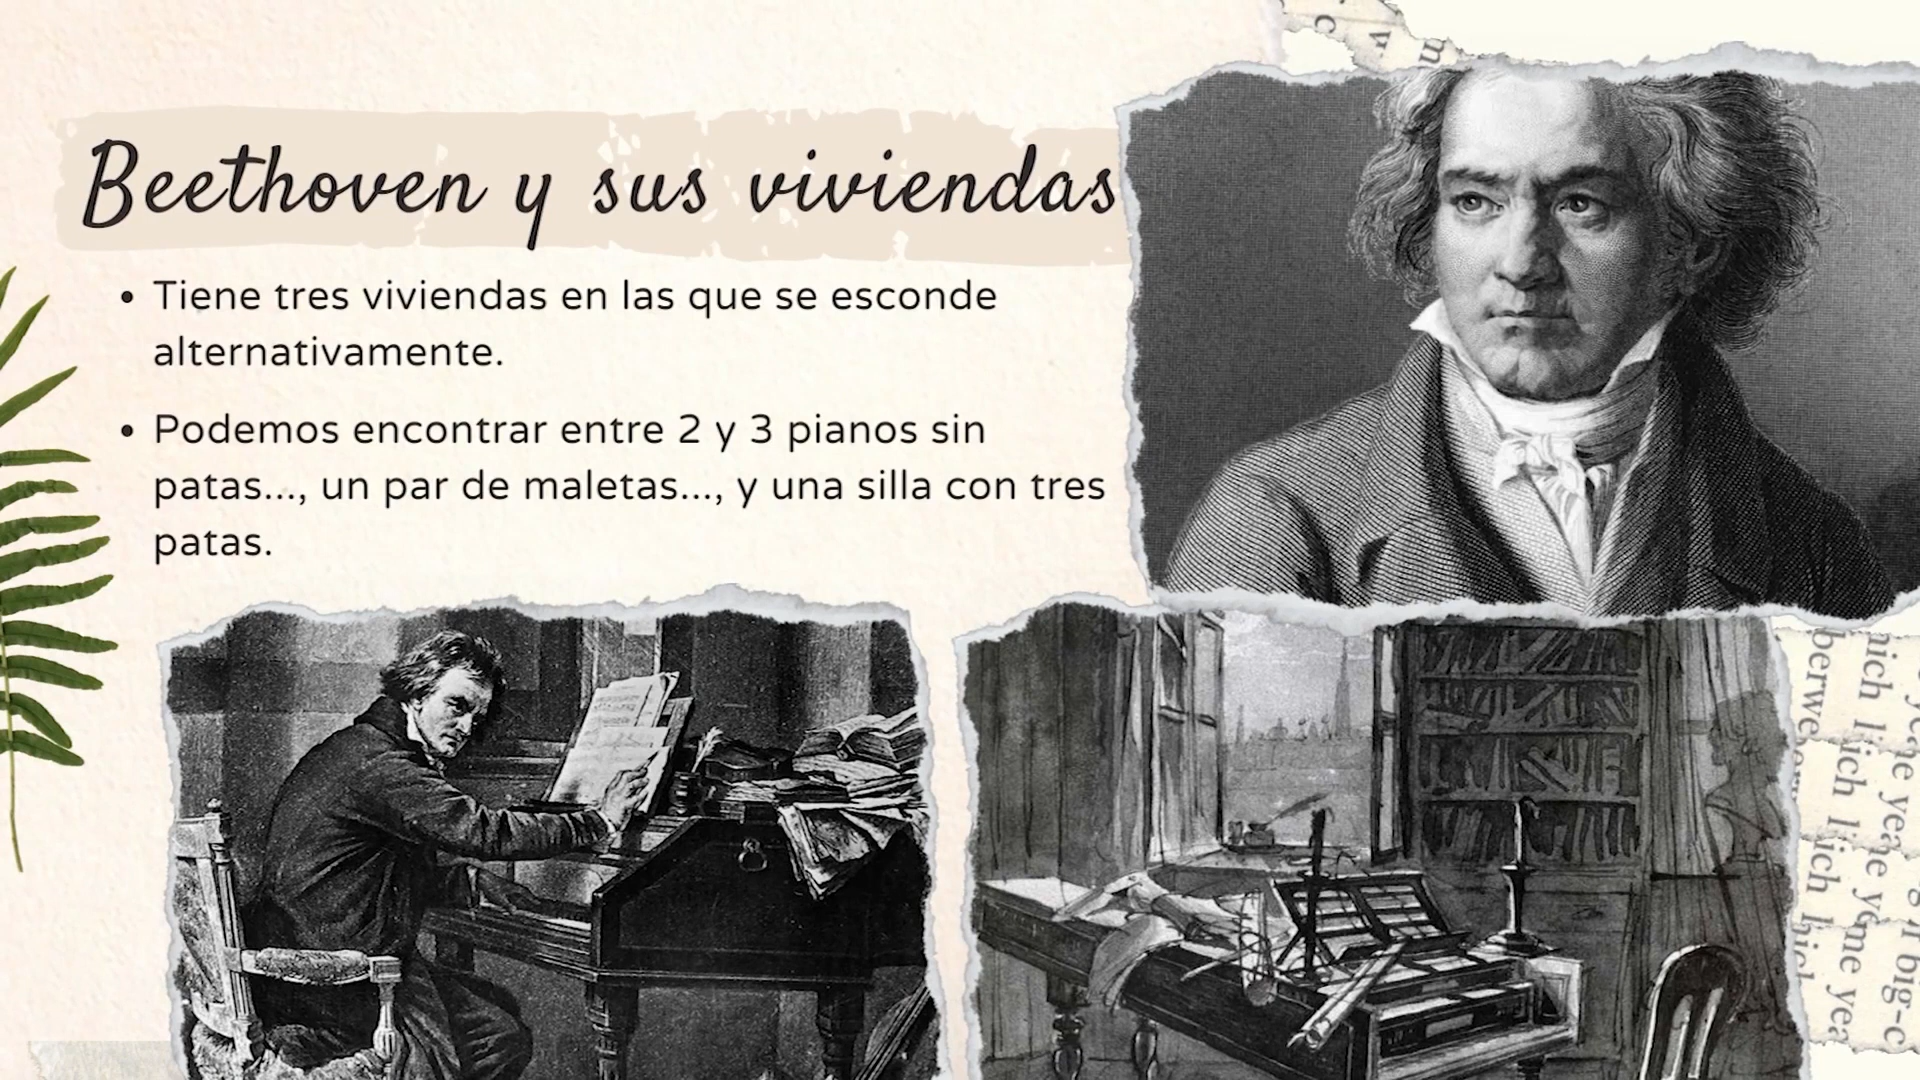 Beethoven y sus viviendas
• Tiene tres viviendas en las que se esconde
alternativamente.
• Podemos encontrar entre 2 y 3 pianos sin
patas..., un par de maletas..., y una silla con tres
patas.